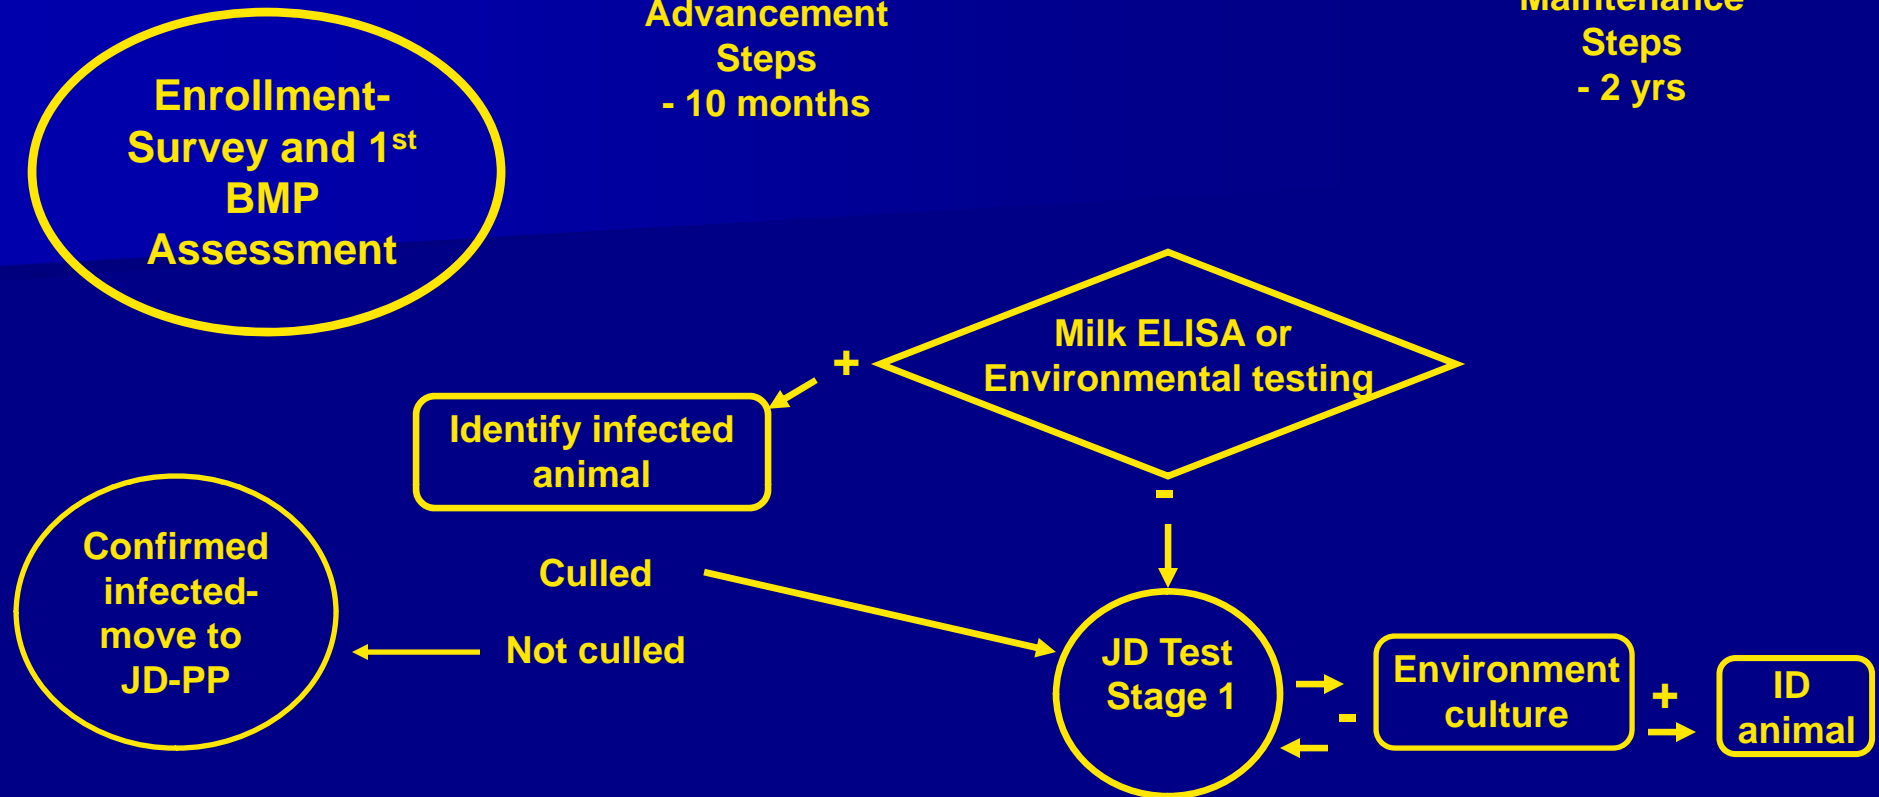 Advancement
Steps
- 10 months
Maintenance
Steps
- 2 yrs
Enrollment-
Survey and 1st
BMP
Assessment
Milk ELISA or
Environmental testing
+
Identify infected
animal
-
Confirmed
infected-
move to
JD-PP
Culled
Not culled
JD Test
Stage 1
-
Environment
culture
+
ID
animal